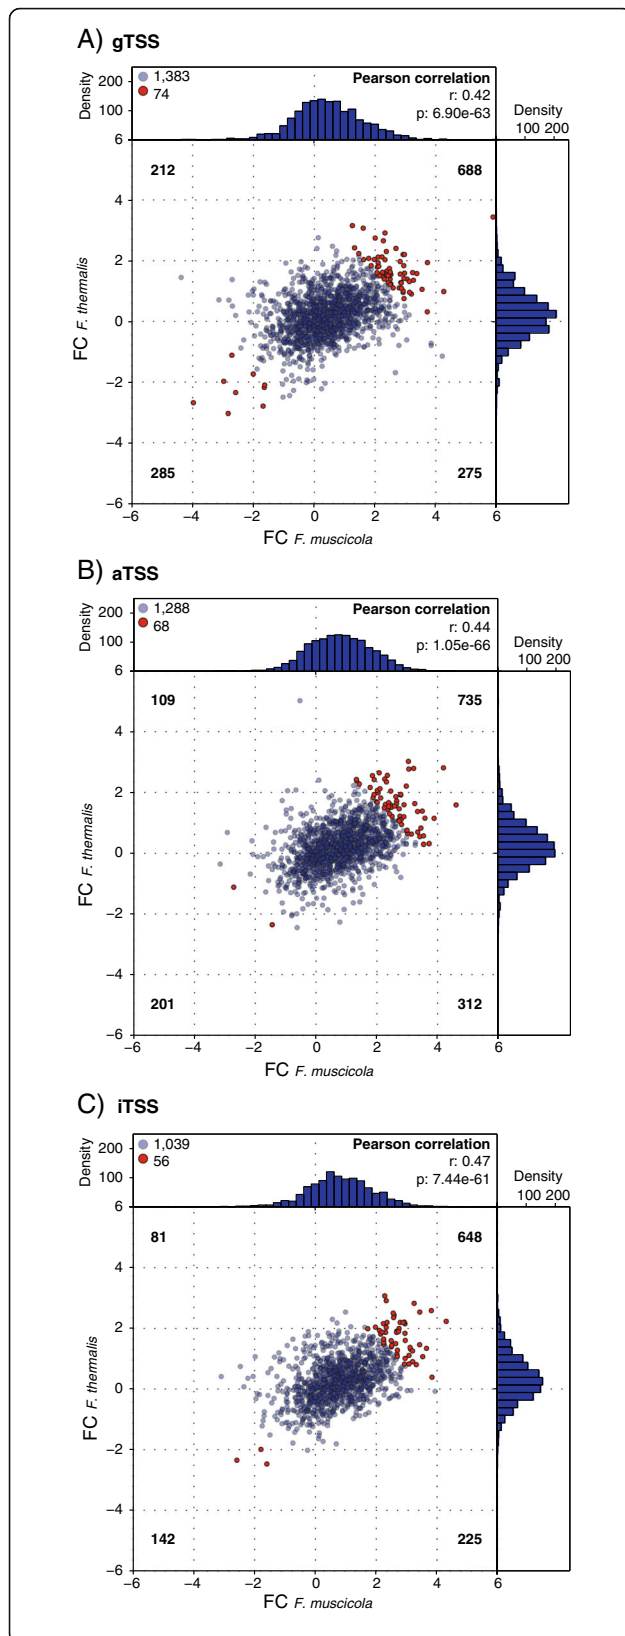 A) gTSS
1,383
74
Pearson correlation
r: 0.42
p: 6.90e-63
Density
200
100
6
Density
100 200
212
688
4
2
0
−2
−4
−6
FC F. thermalis
285
275
−6 −4 −2 0 2 4 6
FC F. muscicola
B) aTSS
1,288
68
Pearson correlation
r: 0.44
p: 1.05e-66
Density
200
100
6
Density
100 200
109
735
4
2
0
−2
−4
−6
FC F. thermalis
201
312
−6 −4 −2 0 2 4 6
FC F. muscicola
C) iTSS
1,039
56
Pearson correlation
r: 0.47
p: 7.44e-61
Density
200
100
6
Density
100 200
81
648
4
2
0
−2
−4
−6
FC F. thermalis
142
225
−6 −4 −2 0 2 4 6
FC F. muscicola